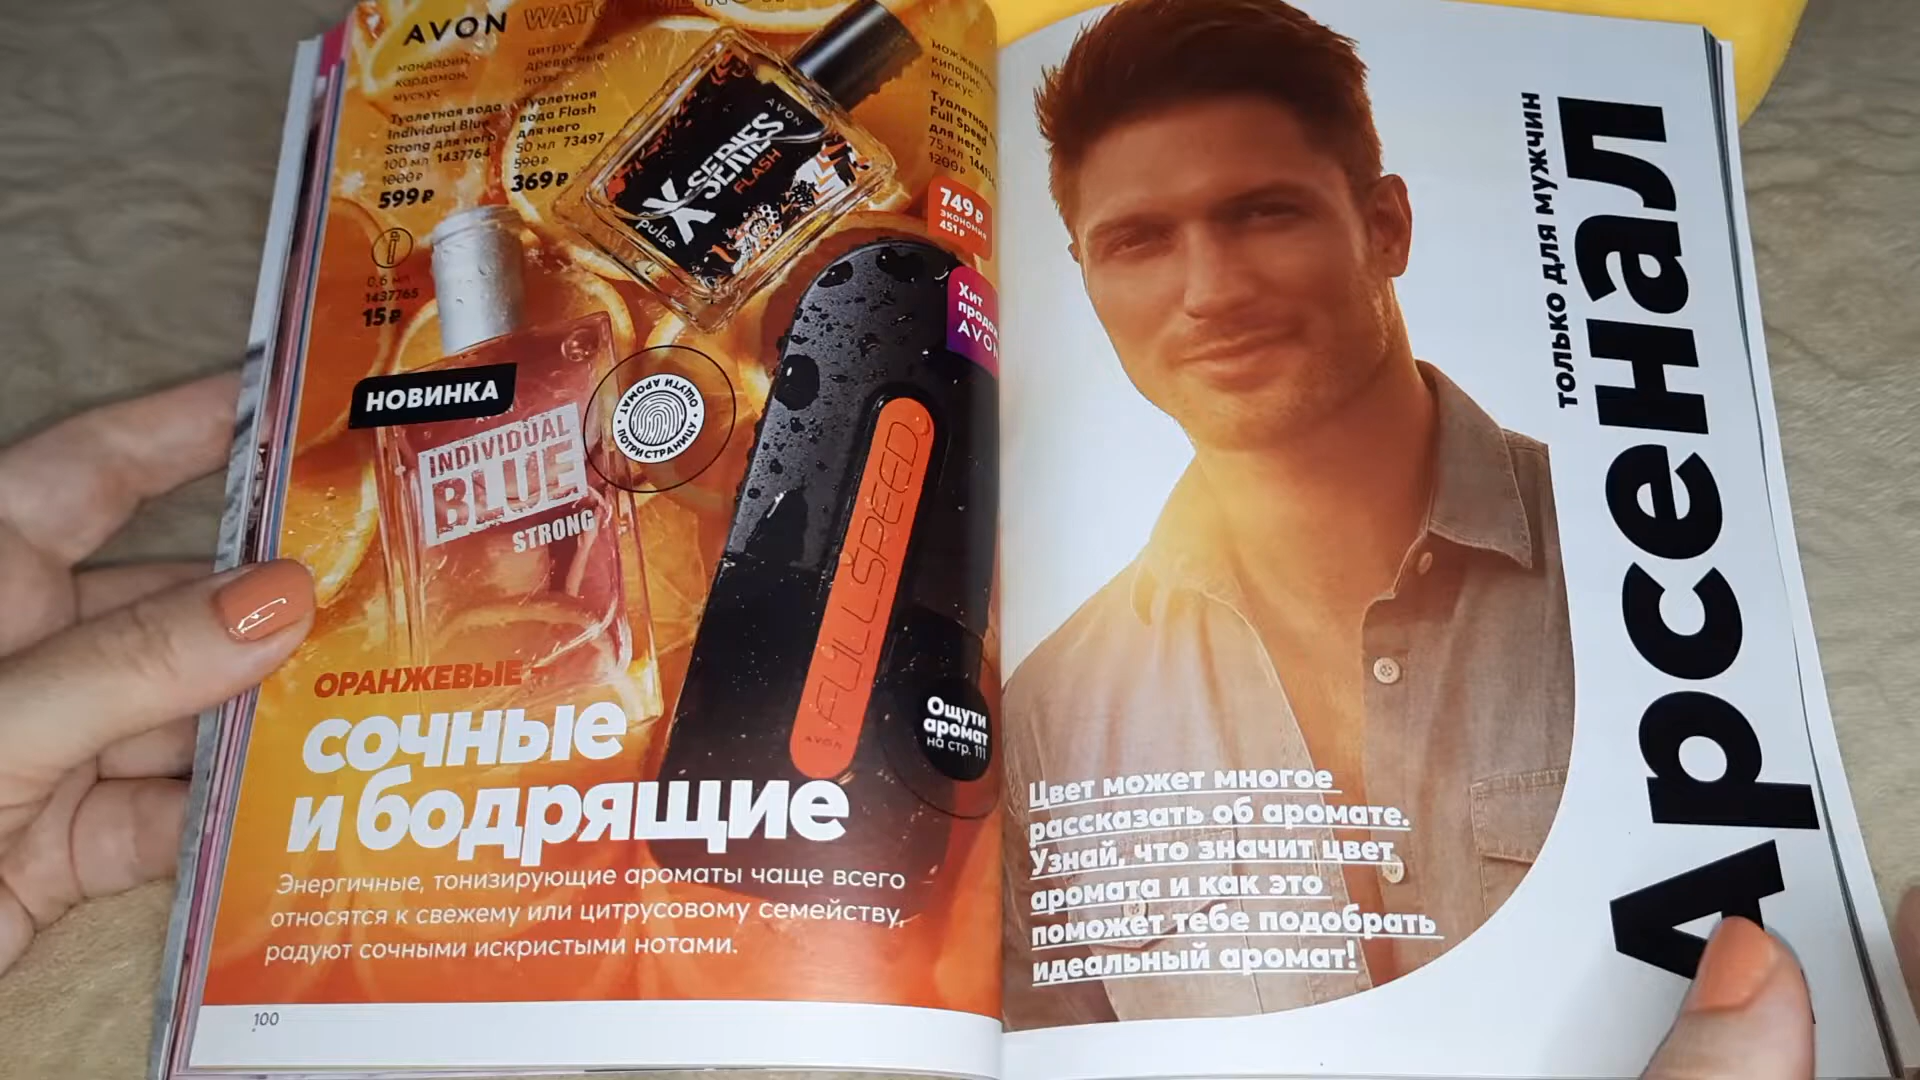 AVON
мандарин,
кардамон,
мускус
Туалетная вода
Individual Blue
Strong для него
100 мл 1437764
1000 ₽
599 ₽
0,6 мл
1437765
15 ₽
цитрус,
древесные
ноты
Туалетная
вода Flash
для него
50 мл 73497
590 ₽
369 ₽
кипарис,
мускус
Туалетная
Full Speed
для него
75 мл
1200 ₽
749 ₽
ЭКОНОМИЯ
451 ₽
Хит
продаж
AVON
AVON
X SERIES
FLASH
pulse
НОВИНКА
INDIVIDUAL
BLUE
STRONG
ОЩУТИ АРОМАТ • ПОТРИ СТРАНИЦУ •
FULL SPEED
AVON
Ощути
аромат
на стр. 111
ОРАНЖЕВЫЕ –
сочные
и бодрящие
Энергичные, тонизирующие ароматы чаще всего
относятся к свежему или цитрусовому семейству,
радуют сочными искристыми нотами.
100
только для мужчин
Арсенал
Цвет может многое
рассказать об аромате.
Узнай, что значит цвет
аромата и как это
поможет тебе подобрать
идеальный аромат!